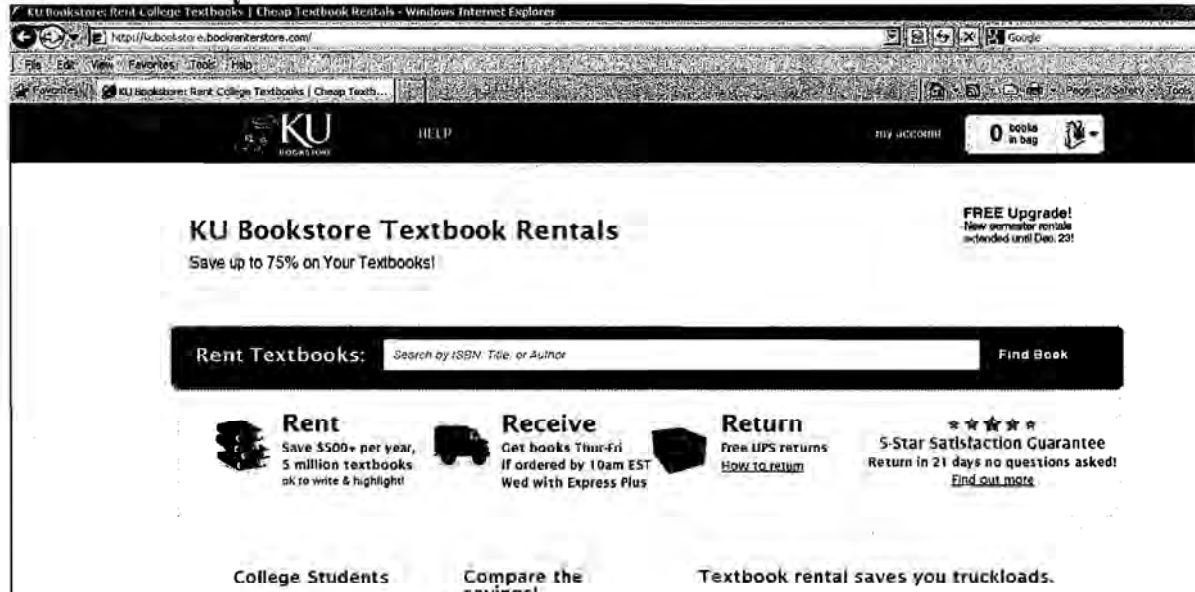 KU Bookstore: Rent College Textbooks | Cheap Textbook Rentals - Windows Internet Explorer
http://kubookstore.bookrenterstore.com/
Google
File Edit View Favorites Tools Help
Favorites
KU Bookstore: Rent College Textbooks | Cheap Textb...
Page Safety Tools
KU
BOOKSTORE
HELP
my account
0 books in bag
KU Bookstore Textbook Rentals
Save up to 75% on Your Textbooks!
FREE Upgrade!
New semester rentals
extended until Dec. 23!
Rent Textbooks:
Search by ISBN, Title, or Author
Find Book
Rent
Save $500+ per year,
5 million textbooks
ok to write & highlight!
Receive
Get books Thur-Fri
if ordered by 10am EST
Wed with Express Plus
Return
Free UPS returns
How to return
5-Star Satisfaction Guarantee
Return in 21 days no questions asked!
Find out more
College Students
Compare the
savings!
Textbook rental saves you truckloads.